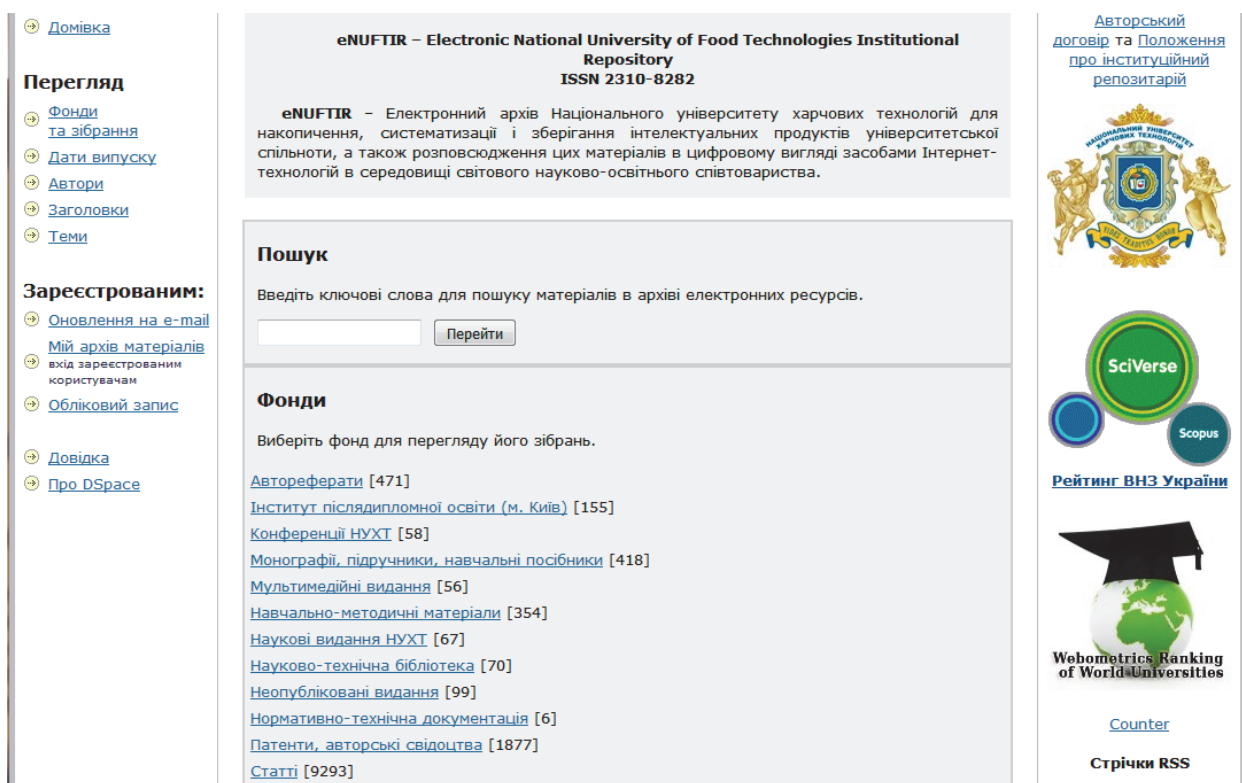 Домівка
Перегляд
Фонди
та зібрання
Дати випуску
Автори
Заголовки
Теми
Зареєстрованим:
Оновлення на e-mail
Мій архів матеріалів
вхід зареєстрованим
користувачам
Обліковий запис
Довідка
Про DSpace
eNUFTIR – Electronic National University of Food Technologies Institutional
Repository
ISSN 2310-8282
eNUFTIR – Електронний архів Національного університету харчових технологій для
накопичення, систематизації і зберігання інтелектуальних продуктів університетської
спільноти, а також розповсюдження цих матеріалів в цифровому вигляді засобами Інтернет-
технологій в середовищі світового науково-освітнього співтовариства.
Пошук
Введіть ключові слова для пошуку матеріалів в архіві електронних ресурсів.
Перейти
Фонди
Виберіть фонд для перегляду його зібрань.
Автореферати [471]
Інститут післядипломної освіти (м. Київ) [155]
Конференції НУХТ [58]
Монографії, підручники, навчальні посібники [418]
Мультимедійні видання [56]
Навчально-методичні матеріали [354]
Наукові видання НУХТ [67]
Науково-технічна бібліотека [70]
Неопубліковані видання [99]
Нормативно-технічна документація [6]
Патенти, авторські свідоцтва [1877]
Статті [9293]
Авторський
договір та Положення
про інституційний
репозитарій
НАЦІОНАЛЬНИЙ УНІВЕРСИТЕТ
ХАРЧОВИХ ТЕХНОЛОГІЙ
FIDES TRADITIO HONOR
SciVerse
Scopus
Рейтинг ВНЗ України
Webometrics Ranking
of World Universities
Counter
Стрічки RSS